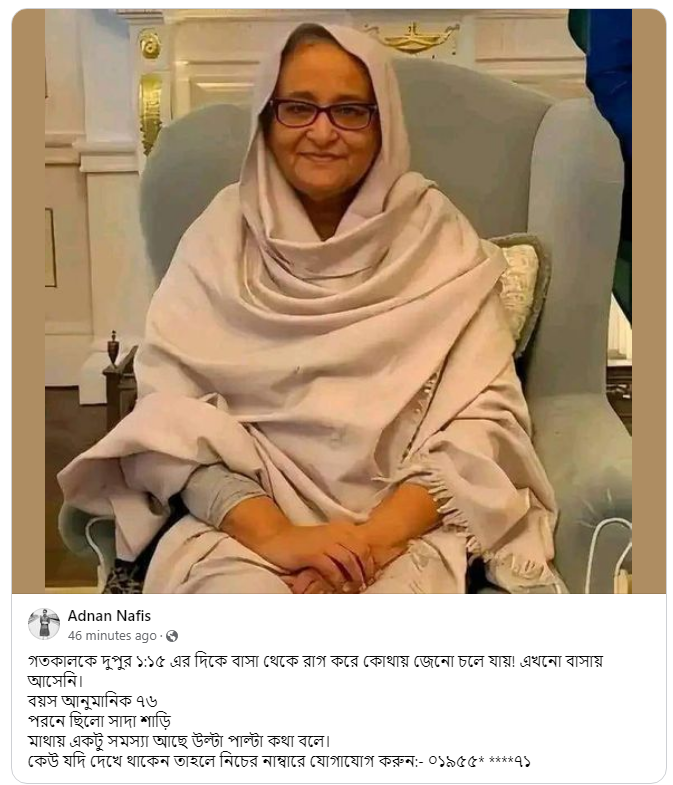 Adnan Nafis
46 minutes ago ·
গতকালকে দুপুর ১:১৫ এর দিকে বাসা থেকে রাগ করে কোথায় জেনো চলে যায়! এখনো বাসায়
আসেনি।
বয়স আনুমানিক ৭৬
পরনে ছিলো সাদা শাড়ি
মাথায় একটু সমস্যা আছে উল্টা পাল্টা কথা বলে।
কেউ যদি দেখে থাকেন তাহলে নিচের নাম্বারে যোগাযোগ করুন:- ০১৯৫৫* ****৭১